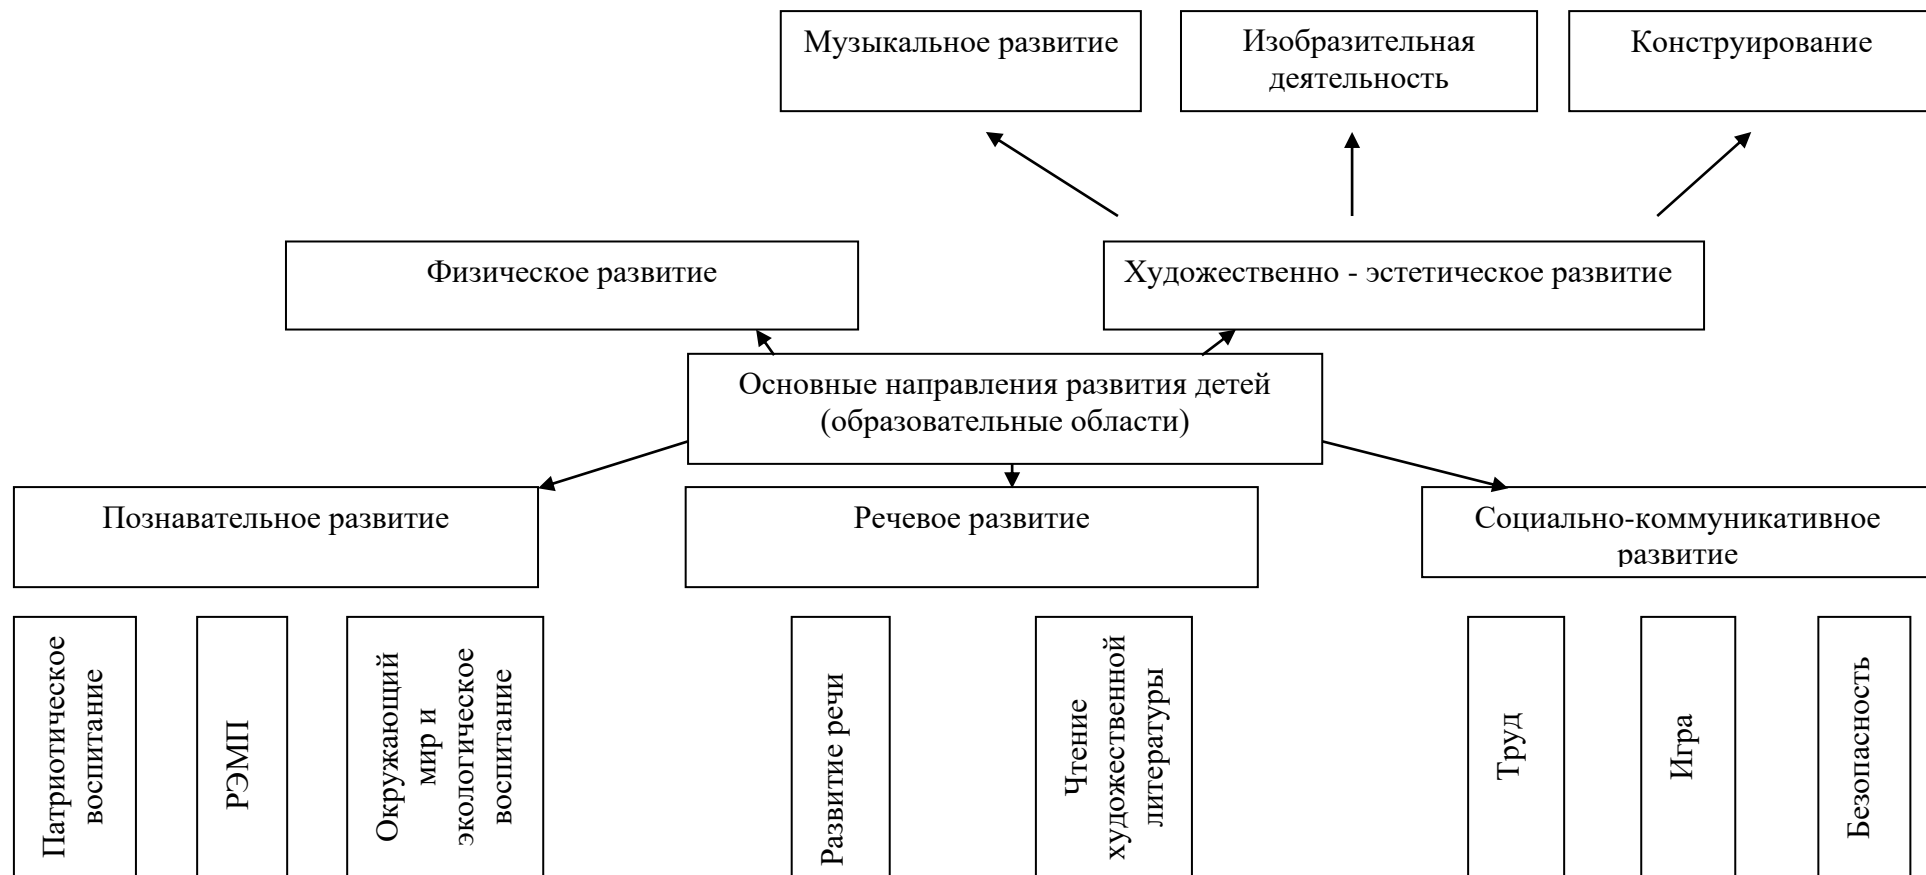 Музыкальное развитие
Изобразительная
деятельность
Конструирование
Физическое развитие
Художественно - эстетическое развитие
Основные направления развития детей
(образовательные области)
Познавательное развитие
Речевое развитие
Социально-коммуникативное
развитие
Патриотическое
воспитание
РЭМП
Окружающий
мир и
экологическое
воспитание
Развитие речи
Чтение
художественной
литературы
Труд
Игра
Безопасность